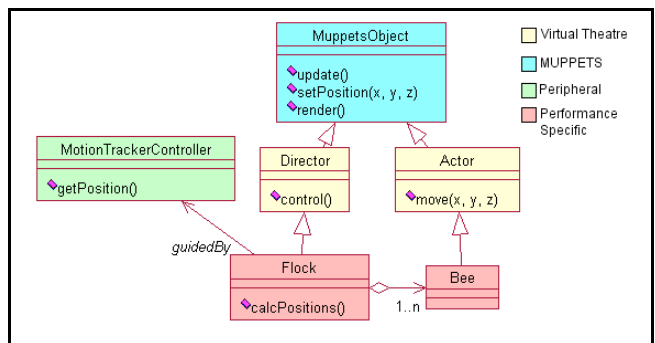 MuppetsObject
update()
setPosition(x, y, z)
render()
Virtual Theatre
MUPPETS
Peripheral
Performance
Specific
MotionTrackerController
getPosition()
Director
control()
Actor
move(x, y, z)
guidedBy
Flock
calcPositions()
1..n
Bee